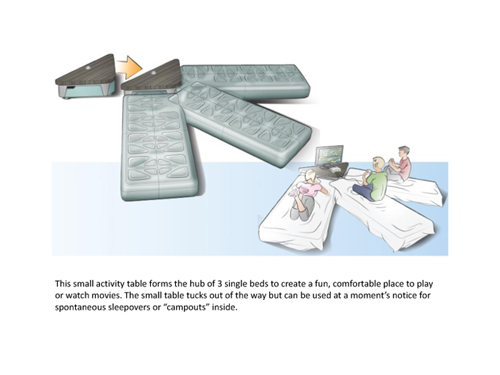 This small activity table forms the hub of 3 single beds to create a fun, comfortable place to play
or watch movies. The small table tucks out of the way but can be used at a moment's notice for
spontaneous sleepovers or “campouts” inside.